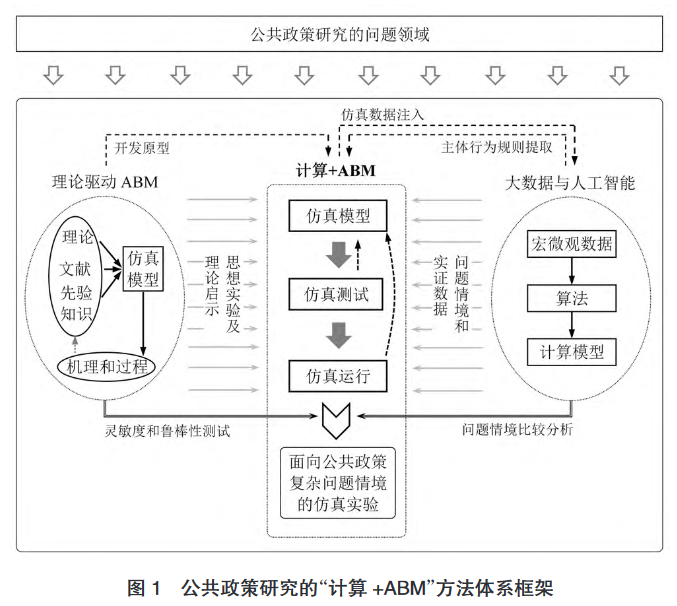 公共政策研究的问题领域
仿真数据注入
开发原型
主体行为规则提取
计算+ABM
理论驱动 ABM
大数据与人工智能
理论
文献
先验
知识
仿真
模型
机理和过程
思想实验及
理论启示
仿真模型
仿真测试
仿真运行
问题情境和
实证数据
宏微观数据
算法
计算模型
灵敏度和鲁棒性测试
问题情境比较分析
面向公共政策
复杂问题情境
的仿真实验
图 1 公共政策研究的“计算 +ABM”方法体系框架